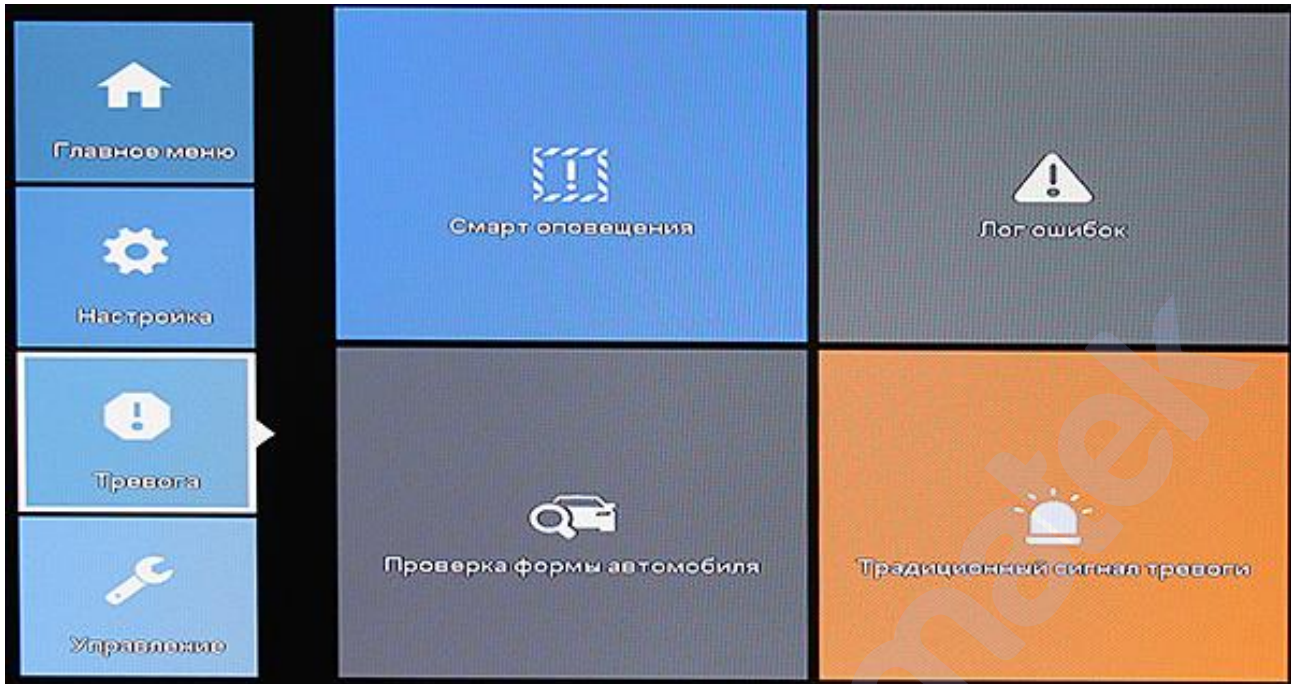 Главное меню
Настройка
Тревога
Управление
Смарт оповещения
Лог ошибок
Проверка формы автомобиля
Традиционный сигнал тревоги